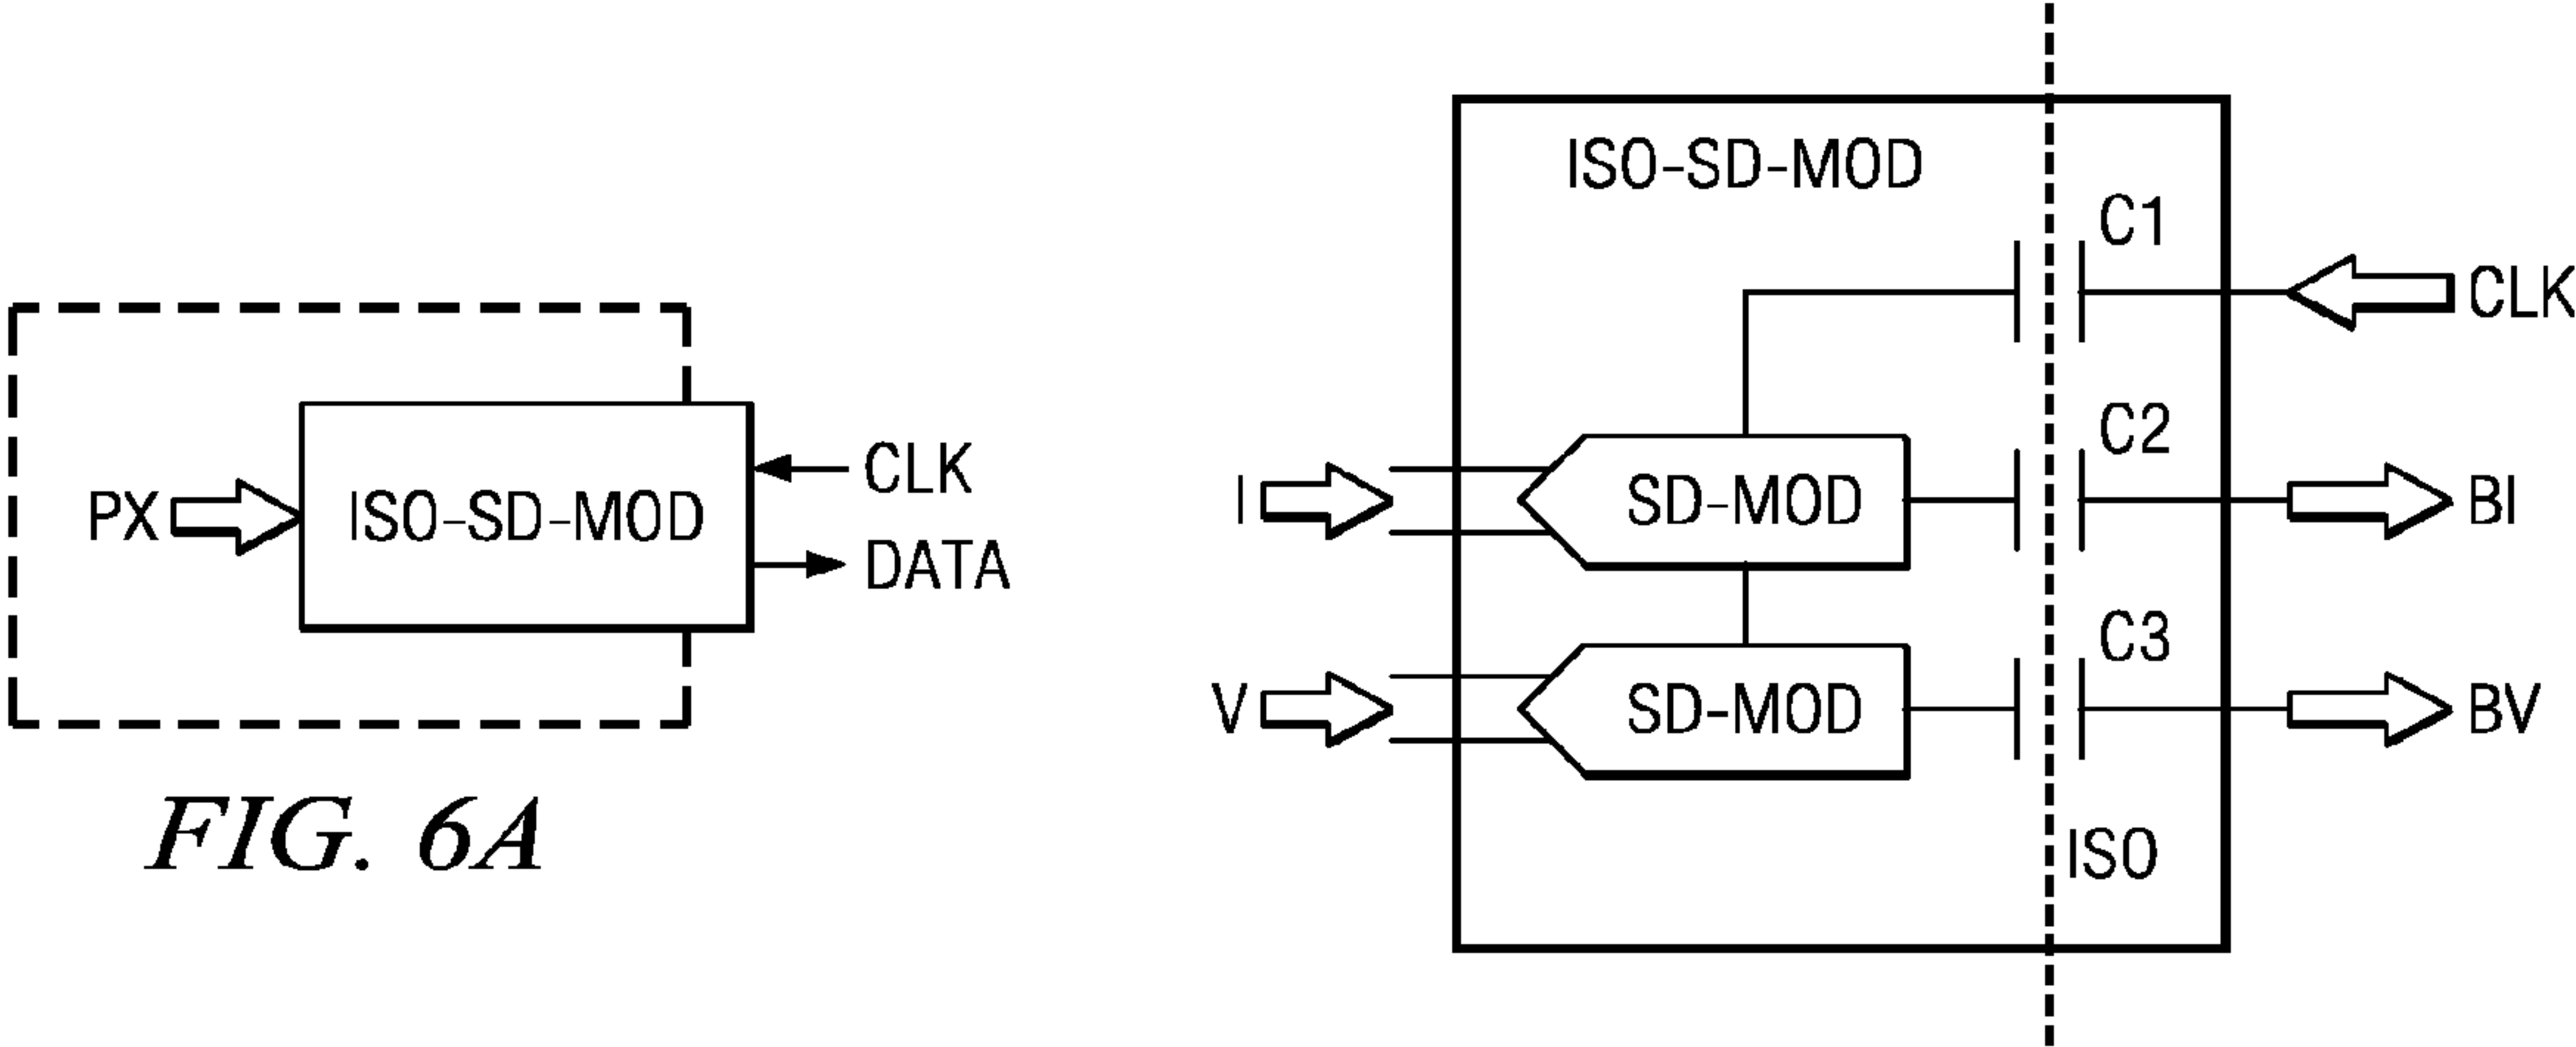 PX
ISO-SD-MOD
CLK
DATA
FIG. 6A
ISO-SD-MOD
C1
CLK
C2
I
SD-MOD
BI
C3
V
SD-MOD
BV
ISO